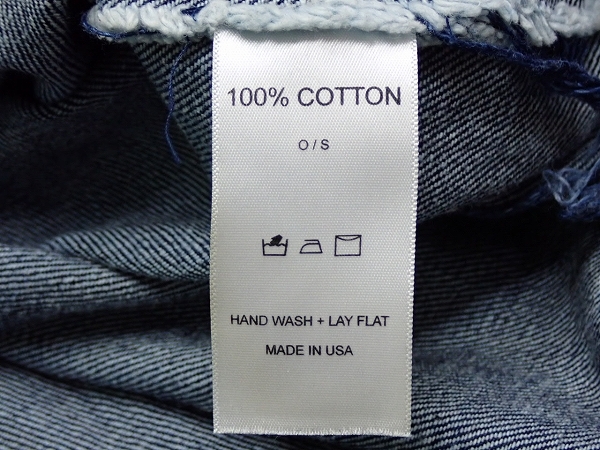 100% COTTON
O / S
HAND WASH + LAY FLAT
MADE IN USA